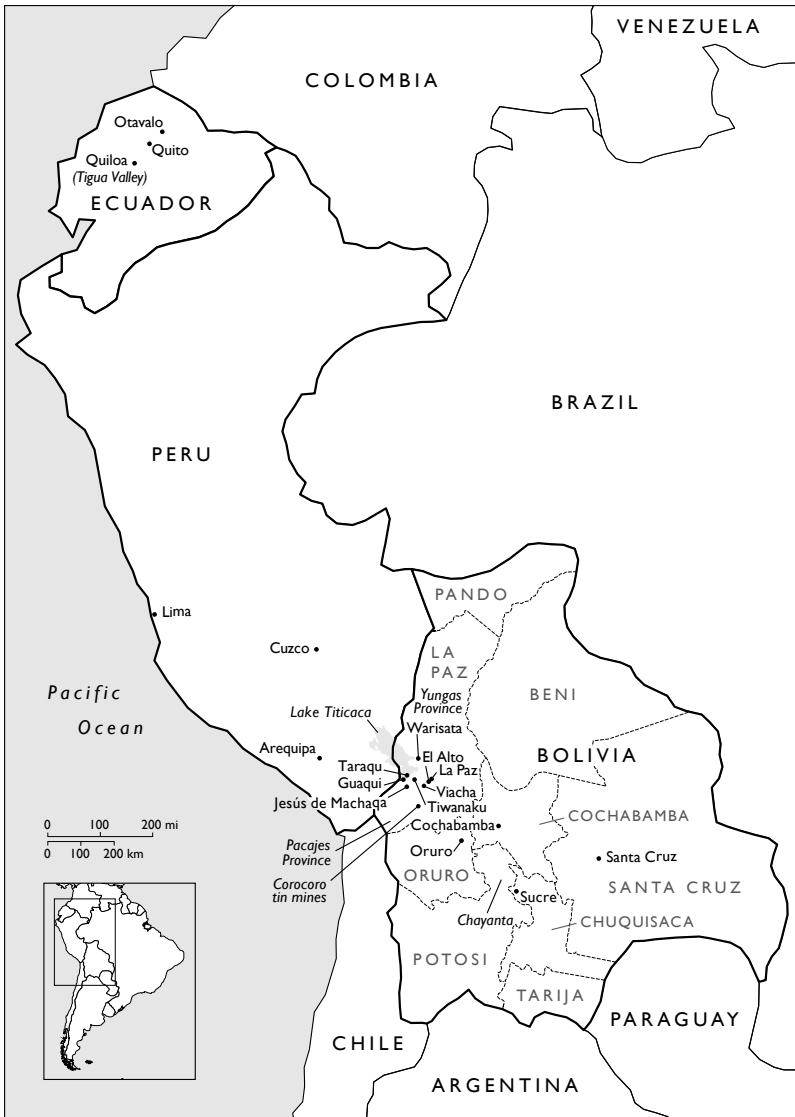 VENEZUELA
COLOMBIA
Otavalo
Quito
Quiloa
(Tigua Valley)
ECUADOR
BRAZIL
PERU
PANDO
Lima
LA
PAZ
Cuzco
BENI
Yungas
Province
Pacific
Ocean
Lake Titicaca
Warisata
Arequipa
El Alto
BOLIVIA
Taraqu
La Paz
Guaqui
Viacha
Jesús de Machaqa
Tiwanaku
COCHABAMBA
0 100 200 mi
0 100 200 km
Cochabamba
Pacajes
Province
Oruro
Santa Cruz
ORURO
Corocoro
tin mines
SANTA CRUZ
Sucre
Chayanta
CHUQUISACA
POTOSI
TARIJA
PARAGUAY
CHILE
ARGENTINA